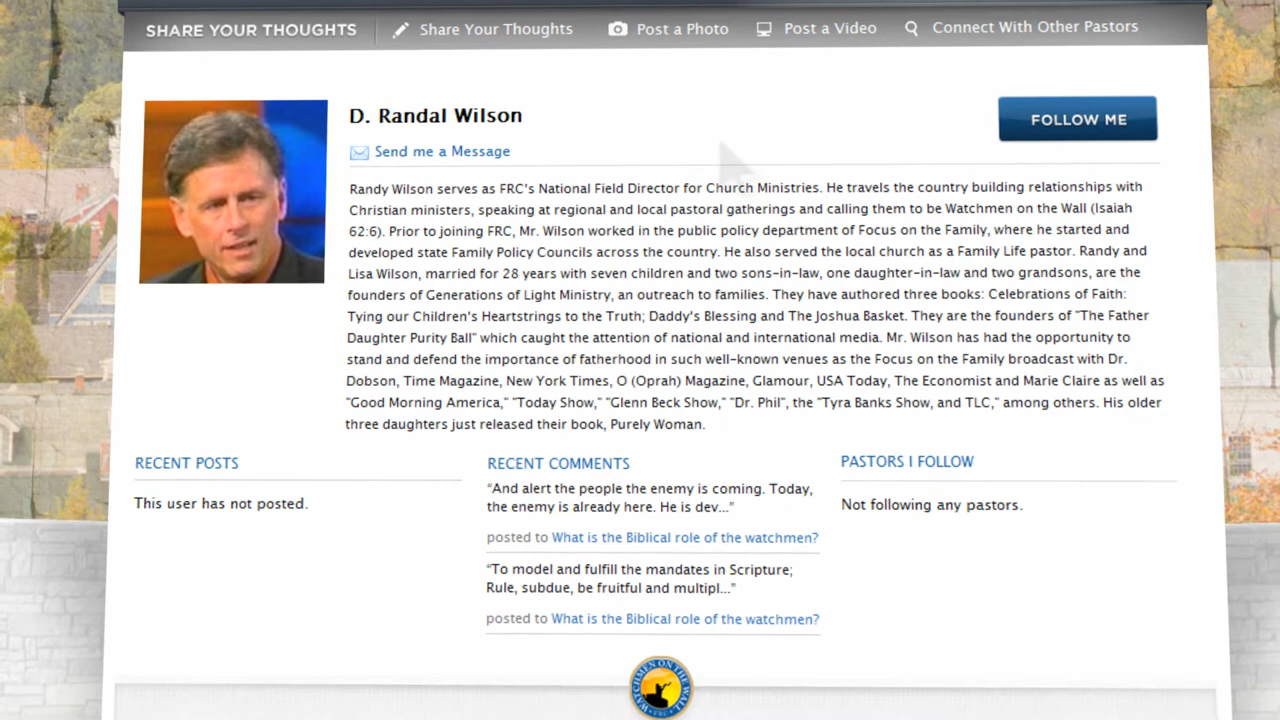 SHARE YOUR THOUGHTS
Share Your Thoughts
Post a Photo
Post a Video
Connect With Other Pastors
D. Randal Wilson
FOLLOW ME
Send me a Message
Randy Wilson serves as FRC's National Field Director for Church Ministries. He travels the country building relationships with
Christian ministers, speaking at regional and local pastoral gatherings and calling them to be Watchmen on the Wall (Isaiah
62:6). Prior to joining FRC, Mr. Wilson worked in the public policy department of Focus on the Family, where he started and
developed state Family Policy Councils across the country. He also served the local church as a Family Life pastor. Randy and
Lisa Wilson, married for 28 years with seven children and two sons-in-law, one daughter-in-law and two grandsons, are the
founders of Generations of Light Ministry, an outreach to families. They have authored three books: Celebrations of Faith:
Tying our Children's Heartstrings to the Truth; Daddy's Blessing and The Joshua Basket. They are the founders of "The Father
Daughter Purity Ball" which caught the attention of national and international media. Mr. Wilson has had the opportunity to
stand and defend the importance of fatherhood in such well-known venues as the Focus on the Family broadcast with Dr.
Dobson, Time Magazine, New York Times, O (Oprah) Magazine, Glamour, USA Today, The Economist and Marie Claire as well as
"Good Morning America," "Today Show," "Glenn Beck Show," "Dr. Phil", the "Tyra Banks Show, and TLC," among others. His older
three daughters just released their book, Purely Woman.
RECENT POSTS
This user has not posted.
RECENT COMMENTS
“And alert the people the enemy is coming. Today,
the enemy is already here. He is dev...”
posted to What is the Biblical role of the watchmen?
“To model and fulfill the mandates in Scripture;
Rule, subdue, be fruitful and multipl...”
posted to What is the Biblical role of the watchmen?
PASTORS I FOLLOW
Not following any pastors.
WATCHMEN ON THE WALL
FRC